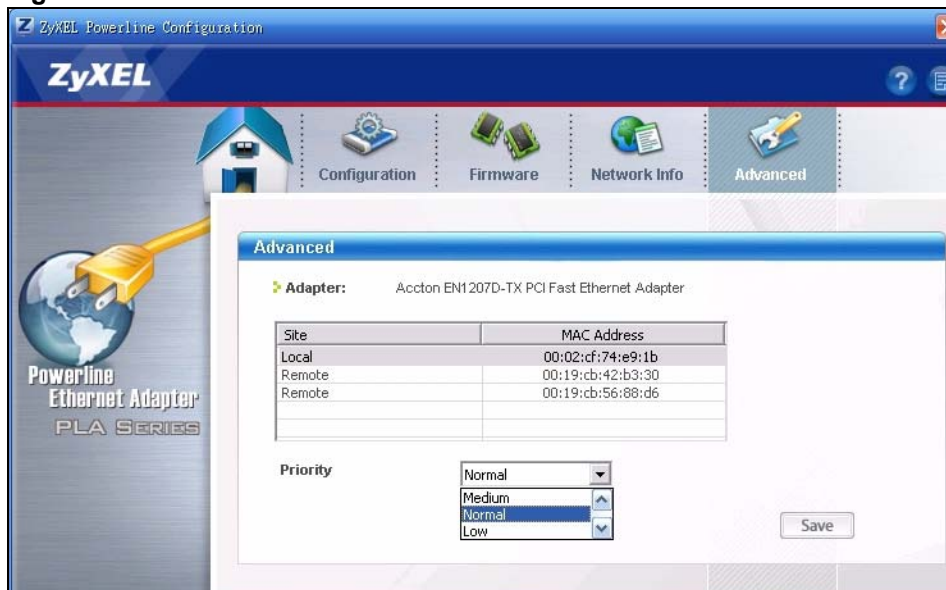 ZyXEL Powerline Configuration
ZyXEL
?
Configuration
Firmware
Network Info
Advanced
Advanced
Adapter: Accton EN1207D-TX PCI Fast Ethernet Adapter
Site MAC Address
Local 00:02:cf:74:e9:1b
Remote 00:19:cb:42:b3:30
Remote 00:19:cb:56:88:d6
Powerline
Ethernet Adapter
PLA SERIES
Priority Normal
Medium
Normal
Low
Save